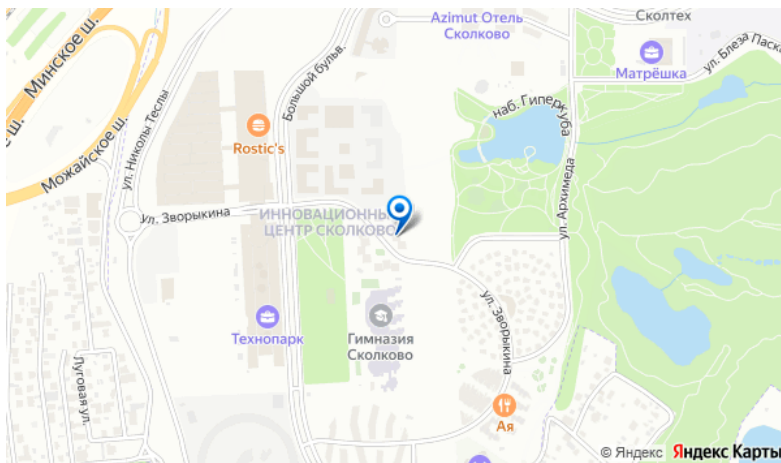 Azimut Отель
Сколково
Сколтех
Матрёшка
ул. Блеза Паска
Минское ш.
е ш.
Можайское ш.
ул. Николы Теслы
Большой бульв.
наб. Гиперкуба
Rostic's
ул. Архимеда
ул. Зворыкина
ИННОВАЦИОННЫ
ЦЕНТР СКОЛКОВО
ул. Зворыкина
Технопарк
Гимназия
Сколково
Луговая ул.
Ая
© Яндекс Яндекс Карты